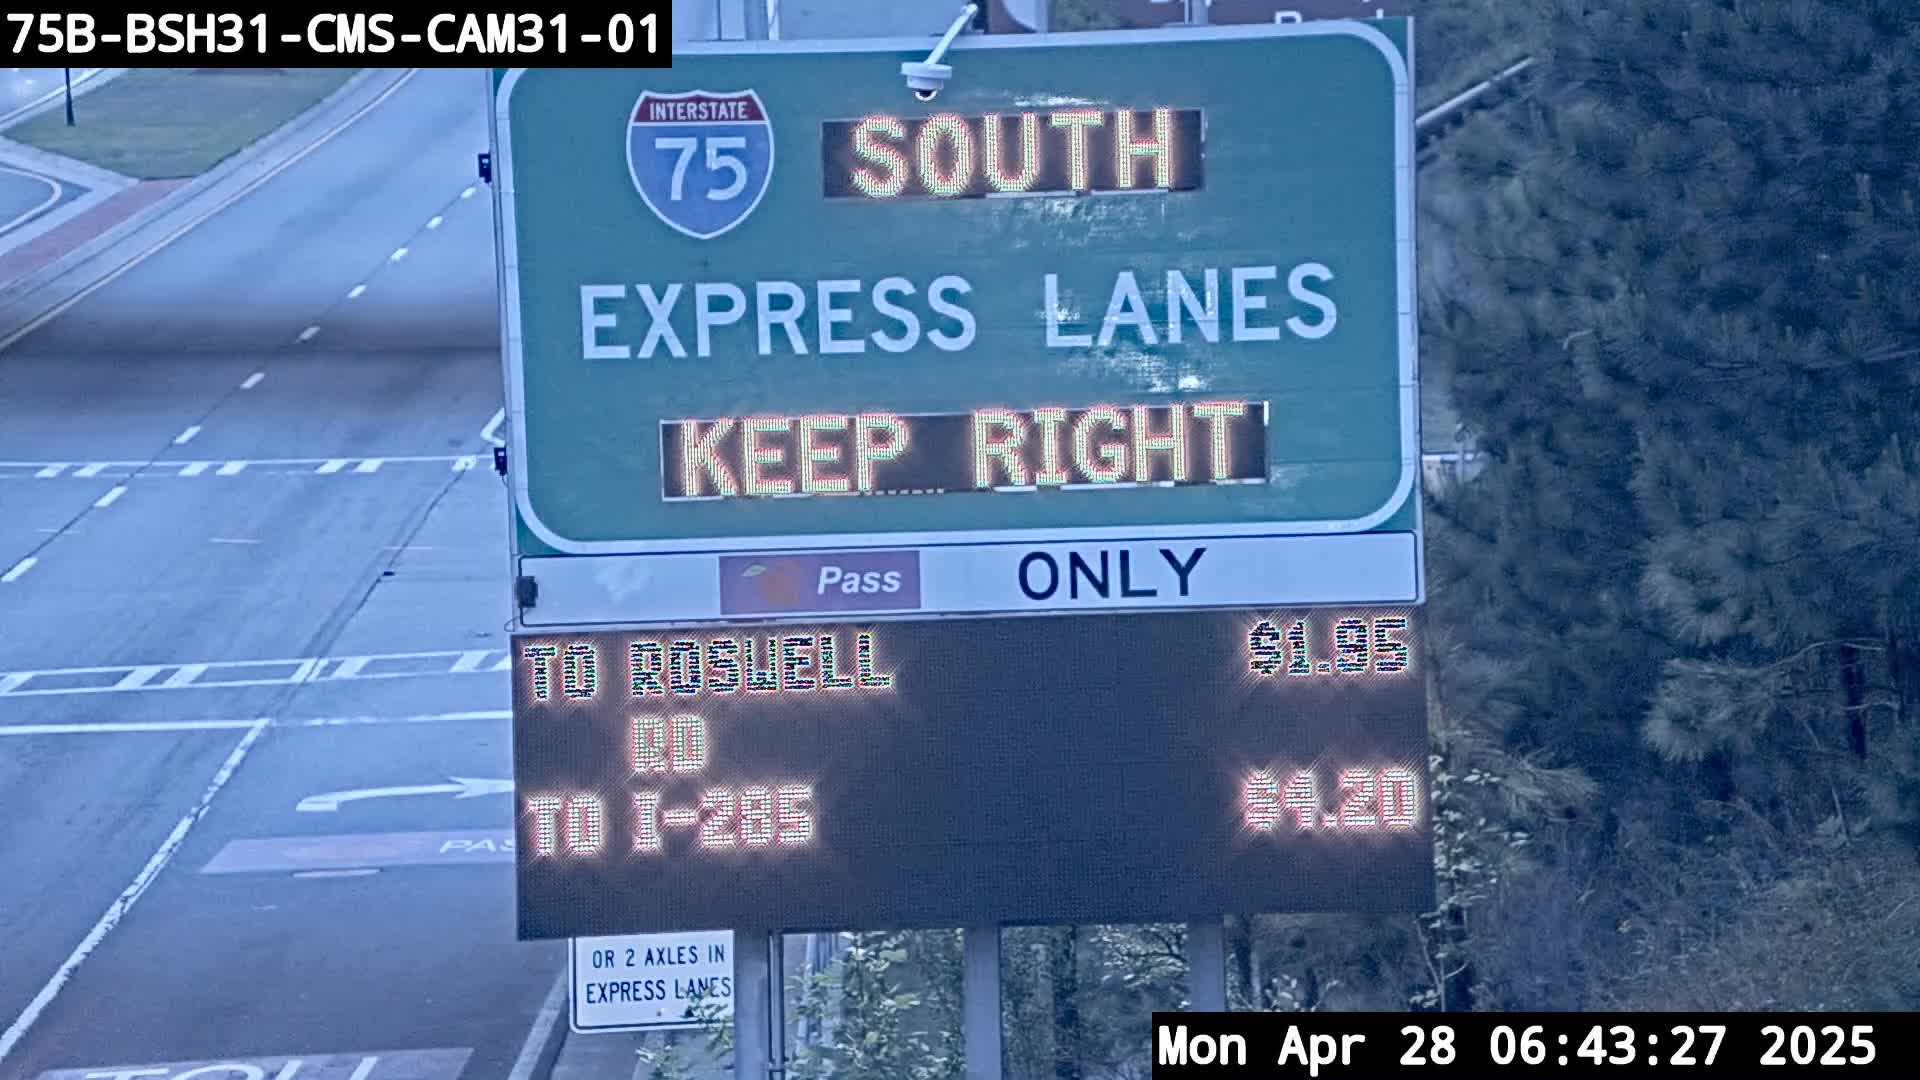 75B-BSH31-CMS-CAM31-01
INTERSTATE
75
SOUTH
EXPRESS LANES
KEEP RIGHT
Pass ONLY
TO ROSWELL $1.95
RD
TO I-285 $4.20
OR 2 AXLES IN
EXPRESS LANES
Mon Apr 28 06:43:27 2025